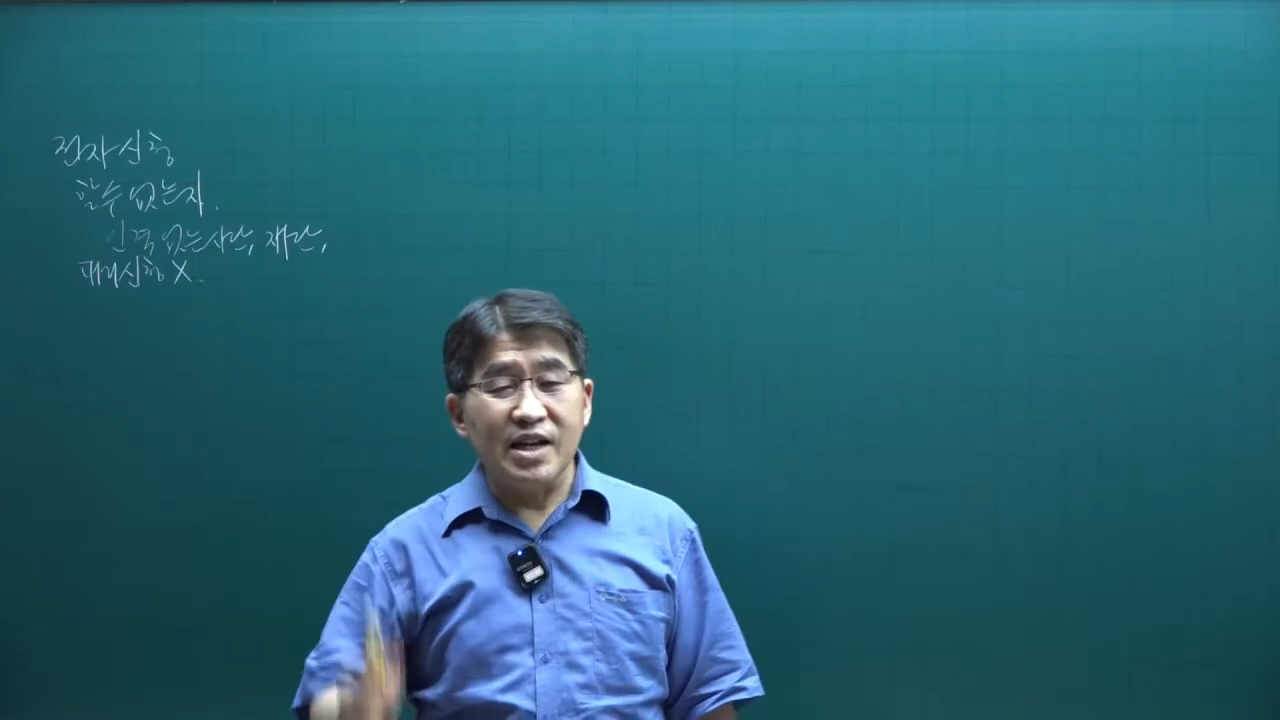 전자신청
할수 없는자.
인격 없는 사단, 재단,
대리신청 X.